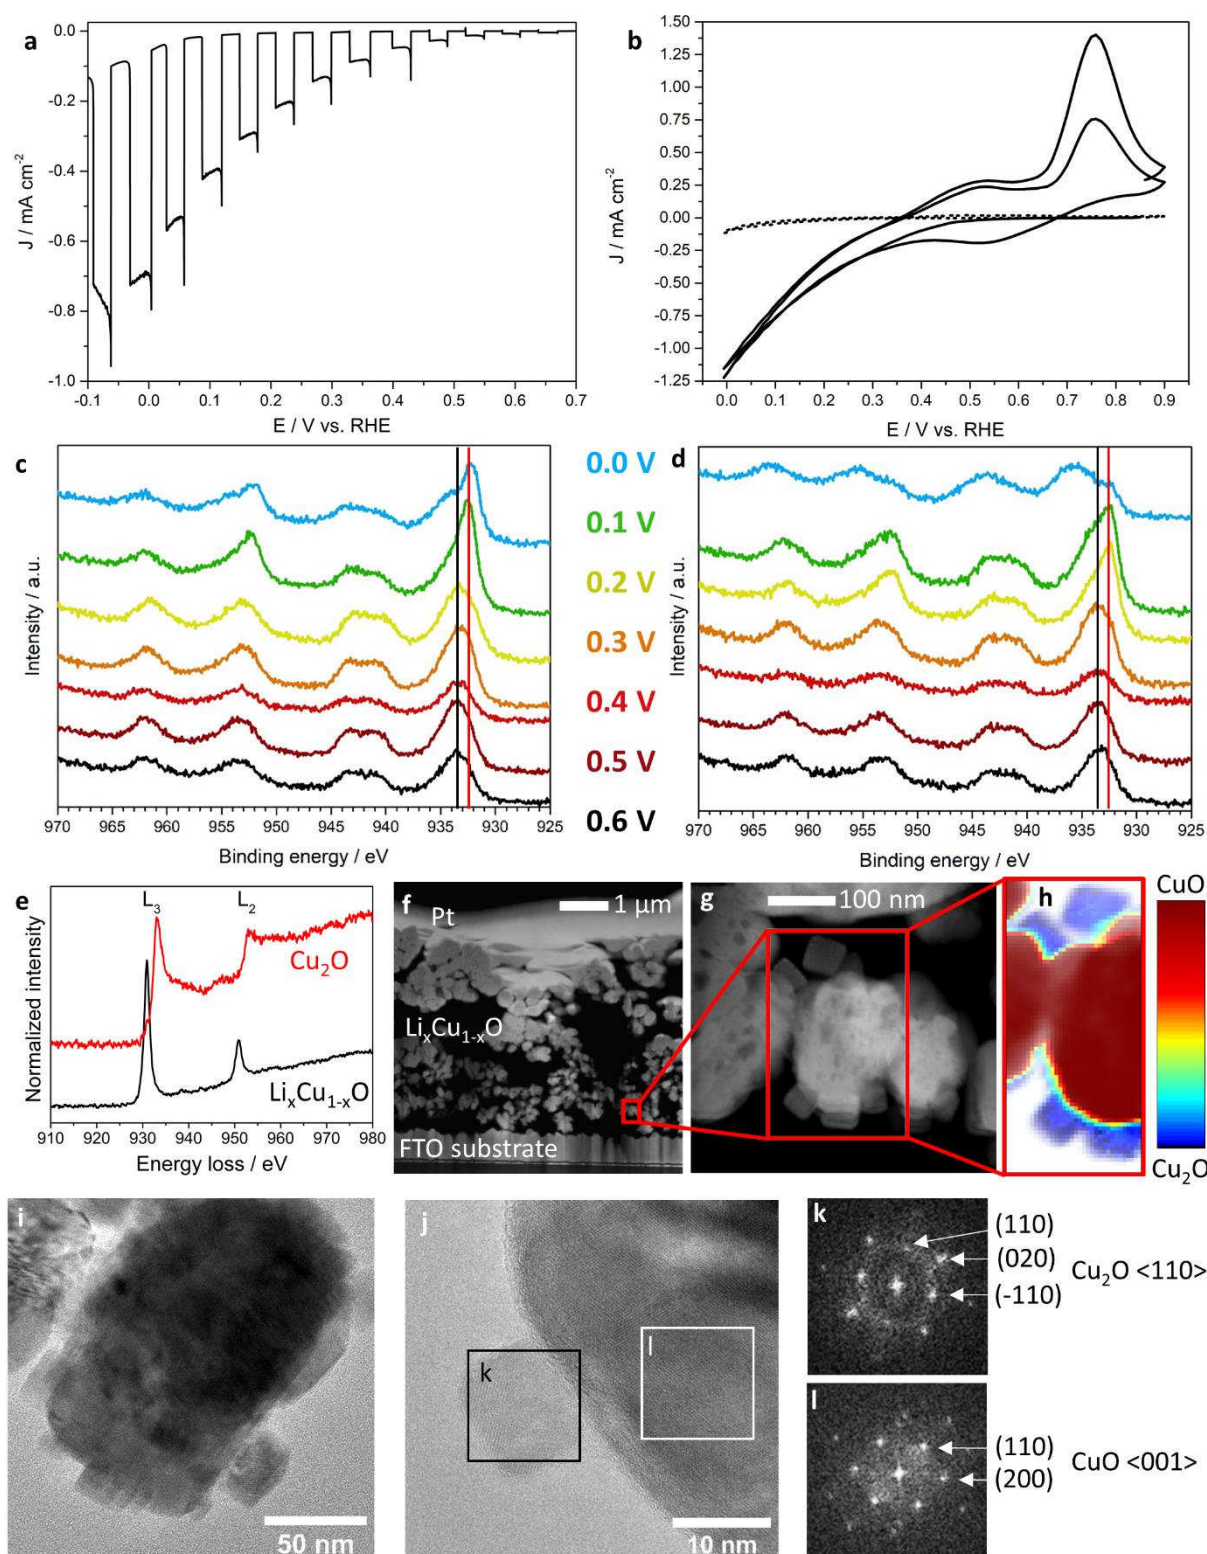 a
0.0
-0.2
-0.4
-0.6
-0.8
-1.0
J / mA cm-2
-0.1 0.0 0.1 0.2 0.3 0.4 0.5 0.6 0.7
E / V vs. RHE
b
1.50
1.25
1.00
0.75
0.50
0.25
0.00
-0.25
-0.50
-0.75
-1.00
-1.25
J / mA cm-2
0.0 0.1 0.2 0.3 0.4 0.5 0.6 0.7 0.8 0.9
E / V vs. RHE
c
Intensity / a.u.
970 965 960 955 950 945 940 935 930 925
Binding energy / eV
0.0 V
0.1 V
0.2 V
0.3 V
0.4 V
0.5 V
0.6 V
d
Intensity / a.u.
970 965 960 955 950 945 940 935 930 925
Binding energy / eV
e
L3 L2
Cu2O
LixCu1-xO
Normalized intensity
910 920 930 940 950 960 970 980
Energy loss / eV
f
Pt
1 μm
LixCu1-xO
FTO substrate
g
100 nm
h
CuO
Cu2O
i
50 nm
j
k
l
10 nm
k
(110)
(020)
(-110)
Cu2O <110>
l
(110)
(200)
CuO <001>